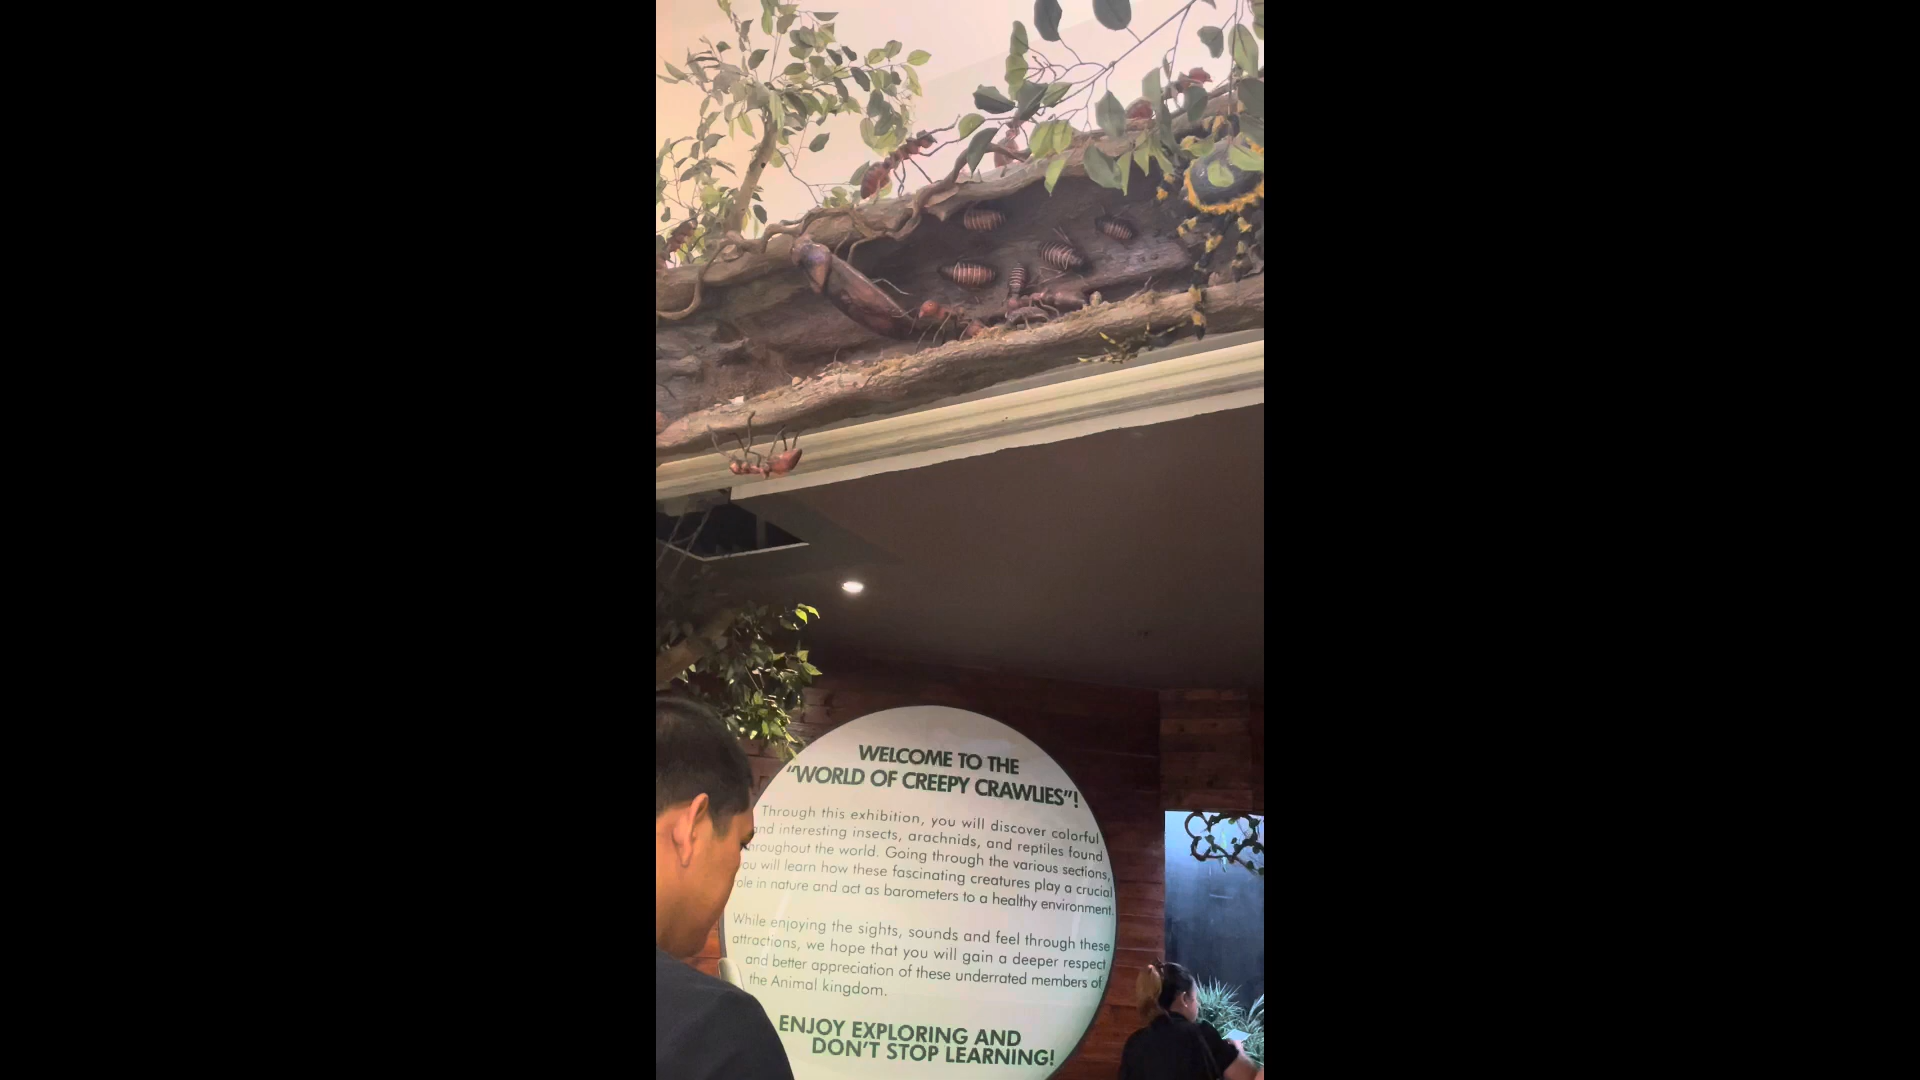 WELCOME TO THE
"WORLD OF CREEPY CRAWLIES"!
Through this exhibition, you will discover colorful
and interesting insects, arachnids, and reptiles found
throughout the world. Going through the various sections,
you will learn how these fascinating creatures play a crucial
role in nature and act as barometers to a healthy environment.
While enjoying the sights, sounds and feel through these
attractions, we hope that you will gain a deeper respect
and better appreciation of these underrated members of
the Animal kingdom.
ENJOY EXPLORING AND
DON'T STOP LEARNING!